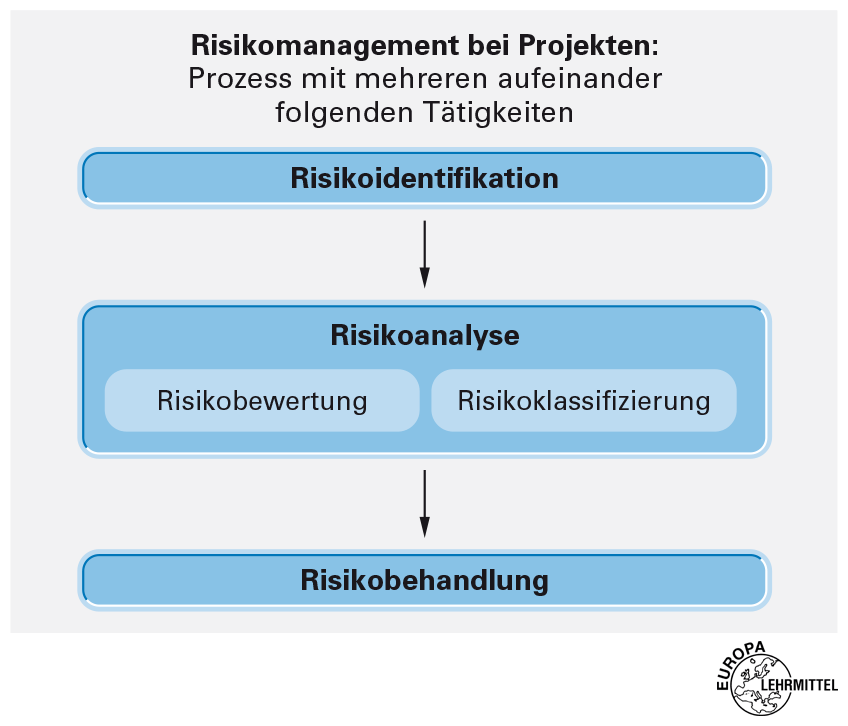 Risikomanagement bei Projekten:
Prozess mit mehreren aufeinander
folgenden Tätigkeiten
Risikoidentifikation
Risikoanalyse
Risikobewertung
Risikoklassifizierung
Risikobehandlung
EUROPA
LEHRMITTEL